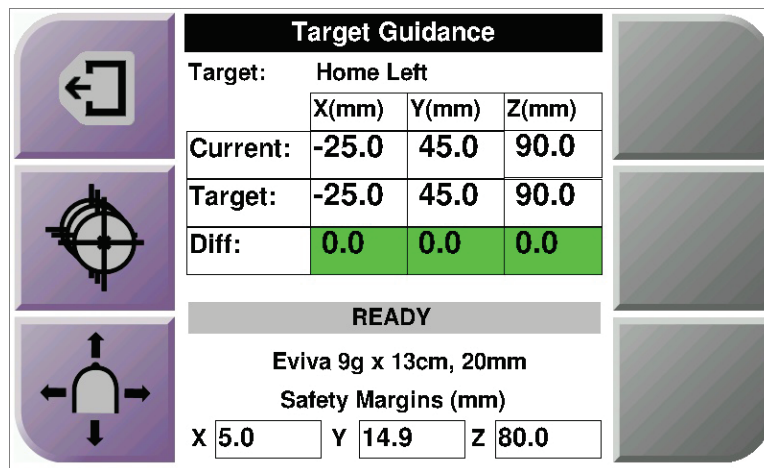 Target Guidance
Target: Home Left
X(mm) Y(mm) Z(mm)
Current: -25.0 45.0 90.0
Target: -25.0 45.0 90.0
Diff: 0.0 0.0 0.0
READY
Eviva 9g x 13cm, 20mm
Safety Margins (mm)
X 5.0 Y 14.9 Z 80.0